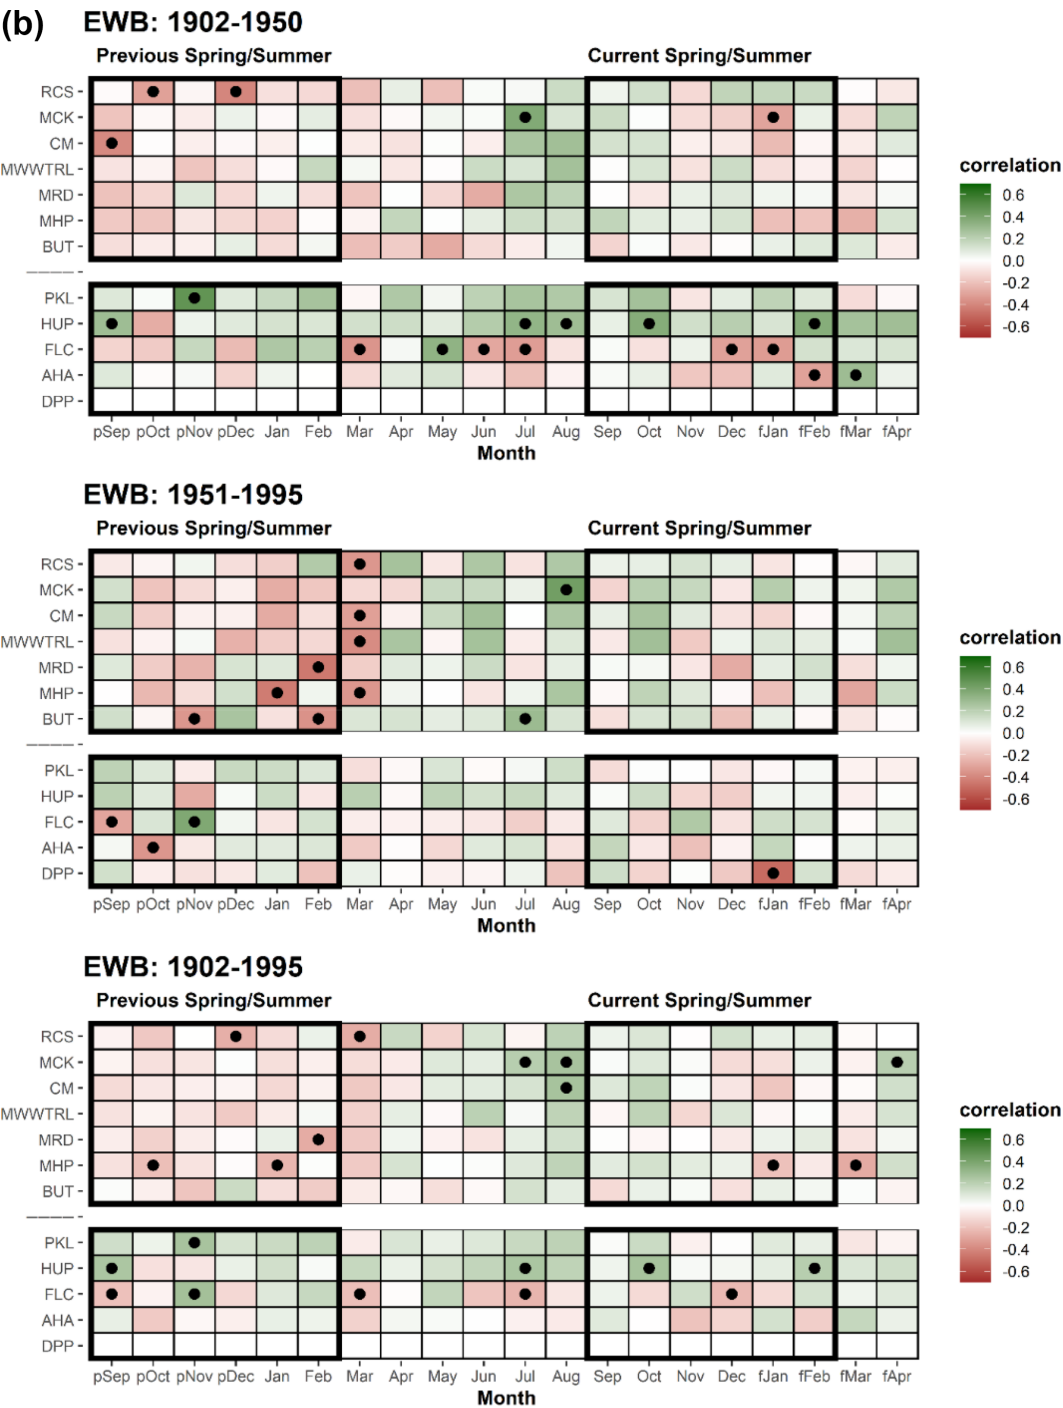 (b) EWB: 1902-1950
Previous Spring/Summer Current Spring/Summer
RCS
MCK
CM
MWWTRL
MRD
MHP
BUT
————
PKL
HUP
FLC
AHA
DPP
pSep pOct pNov pDec Jan Feb Mar Apr May Jun Jul Aug Sep Oct Nov Dec fJan fFeb fMar fApr
Month
correlation
0.6
0.4
0.2
0.0
-0.2
-0.4
-0.6
EWB: 1951-1995
Previous Spring/Summer Current Spring/Summer
RCS
MCK
CM
MWWTRL
MRD
MHP
BUT
————
PKL
HUP
FLC
AHA
DPP
pSep pOct pNov pDec Jan Feb Mar Apr May Jun Jul Aug Sep Oct Nov Dec fJan fFeb fMar fApr
Month
correlation
0.6
0.4
0.2
0.0
-0.2
-0.4
-0.6
EWB: 1902-1995
Previous Spring/Summer Current Spring/Summer
RCS
MCK
CM
MWWTRL
MRD
MHP
BUT
————
PKL
HUP
FLC
AHA
DPP
pSep pOct pNov pDec Jan Feb Mar Apr May Jun Jul Aug Sep Oct Nov Dec fJan fFeb fMar fApr
Month
correlation
0.6
0.4
0.2
0.0
-0.2
-0.4
-0.6